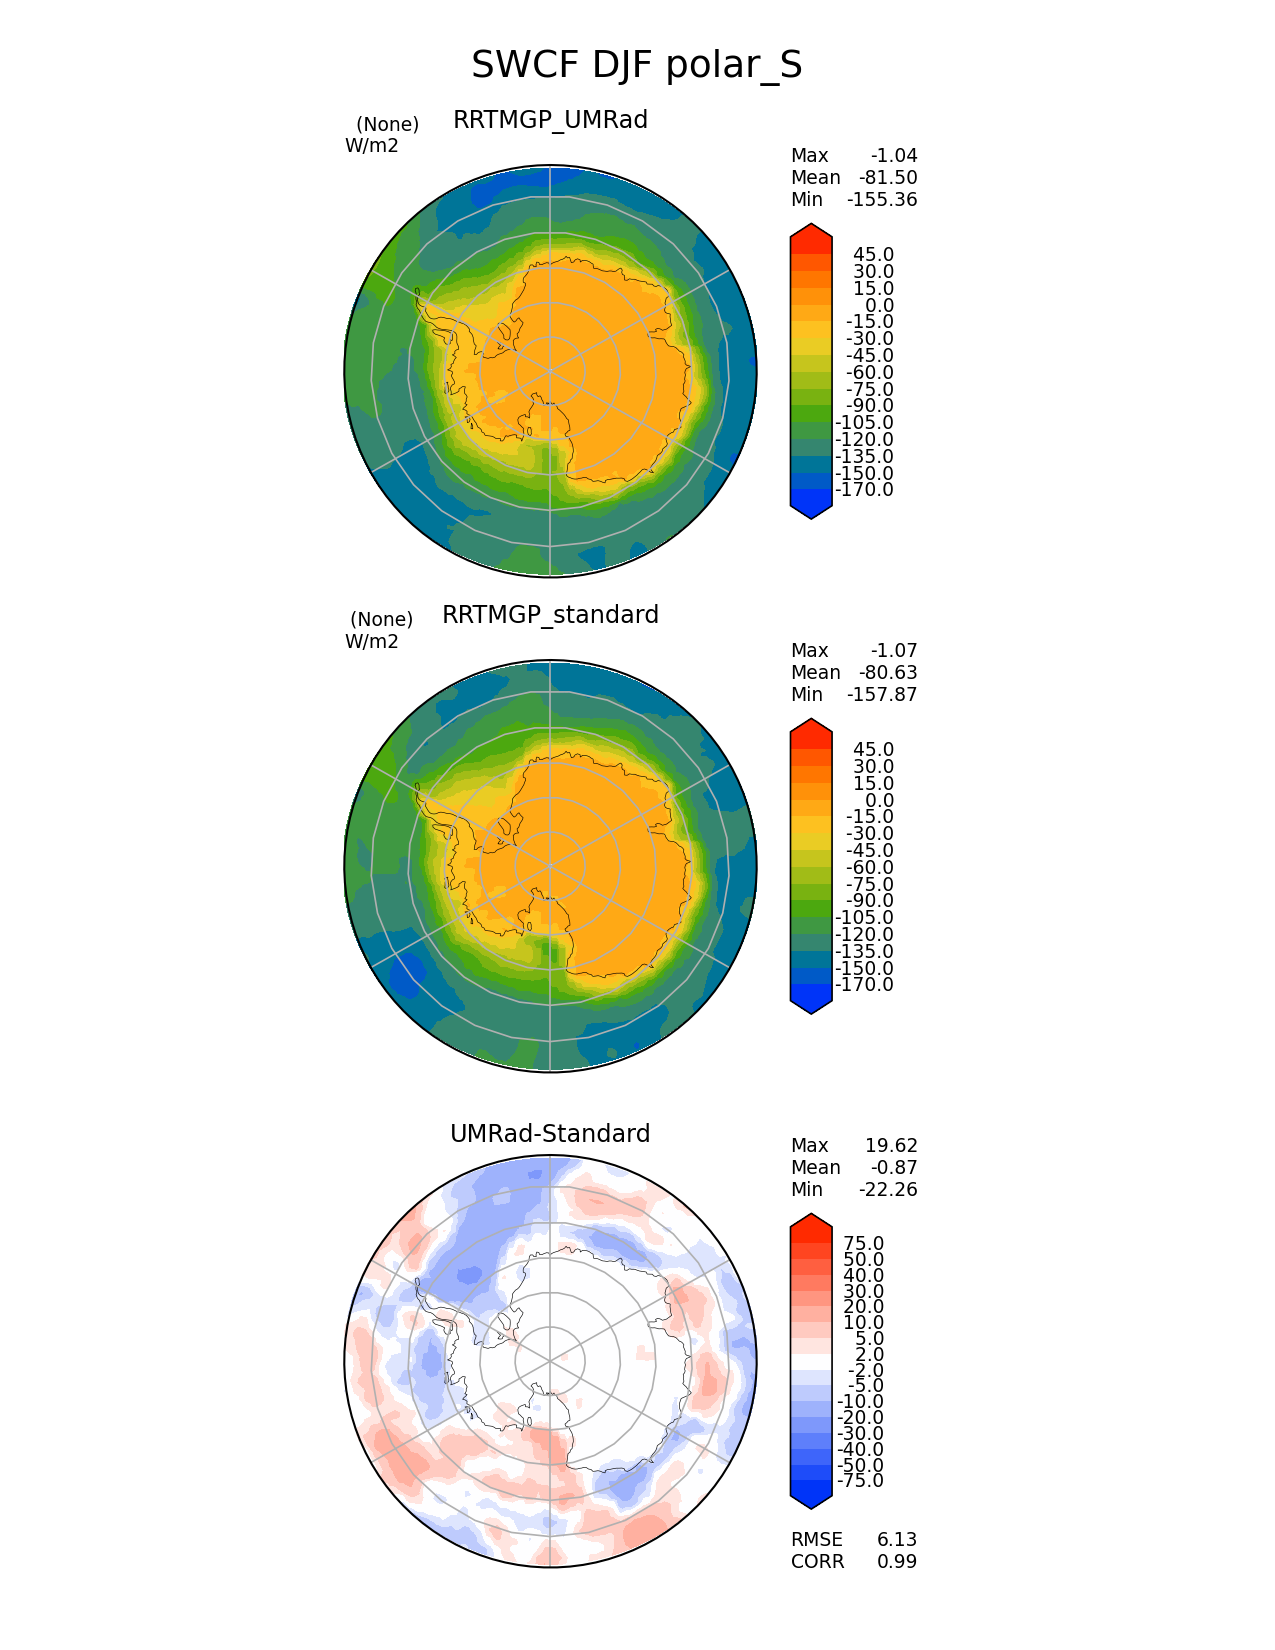 SWCF DJF polar_S
(None) RRTMGP_UMRad
W/m2
Max -1.04
Mean -81.50
Min -155.36
45.0
30.0
15.0
0.0
-15.0
-30.0
-45.0
-60.0
-75.0
-90.0
-105.0
-120.0
-135.0
-150.0
-170.0
(None) RRTMGP_standard
W/m2
Max -1.07
Mean -80.63
Min -157.87
45.0
30.0
15.0
0.0
-15.0
-30.0
-45.0
-60.0
-75.0
-90.0
-105.0
-120.0
-135.0
-150.0
-170.0
UMRad-Standard
Max 19.62
Mean -0.87
Min -22.26
75.0
50.0
40.0
30.0
20.0
10.0
5.0
2.0
-2.0
-5.0
-10.0
-20.0
-30.0
-40.0
-50.0
-75.0
RMSE 6.13
CORR 0.99